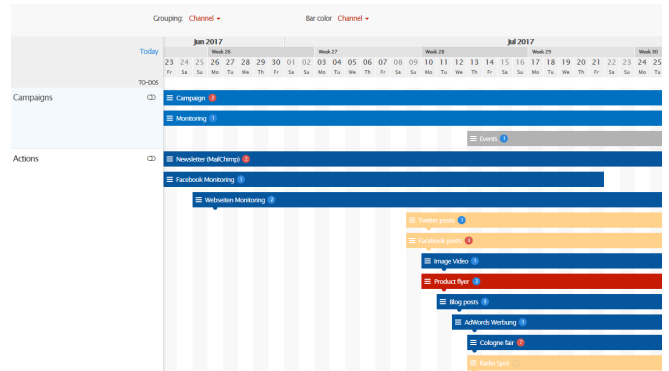 Grouping: Channel Bar color Channel
Jun 2017 Jul 2017
Today Week 26 Week 27 Week 28 Week 29 Week 30
23 24 25 26 27 28 29 30 01 02 03 04 05 06 07 08 09 10 11 12 13 14 15 16 17 18 19 20 21 22 23 24 25
Fr Sa Su Mo Tu We Th Fr Sa Su Mo Tu We Th Fr Sa Su Mo Tu We Th Fr Sa Su Mo Tu We Th Fr Sa Su Mo Tu
TO-DOS
Campaigns Campaign 2
Monitoring 1
Events 3
Actions Newsletter (MailChimp) 2
Facebook Monitoring 1
Webseiten Monitoring 2
Twitter posts
Facebook posts
Image Video 1
Product flyer 2
Blog posts
AdWords Werbung 1
Cologne fair
Radio Spot